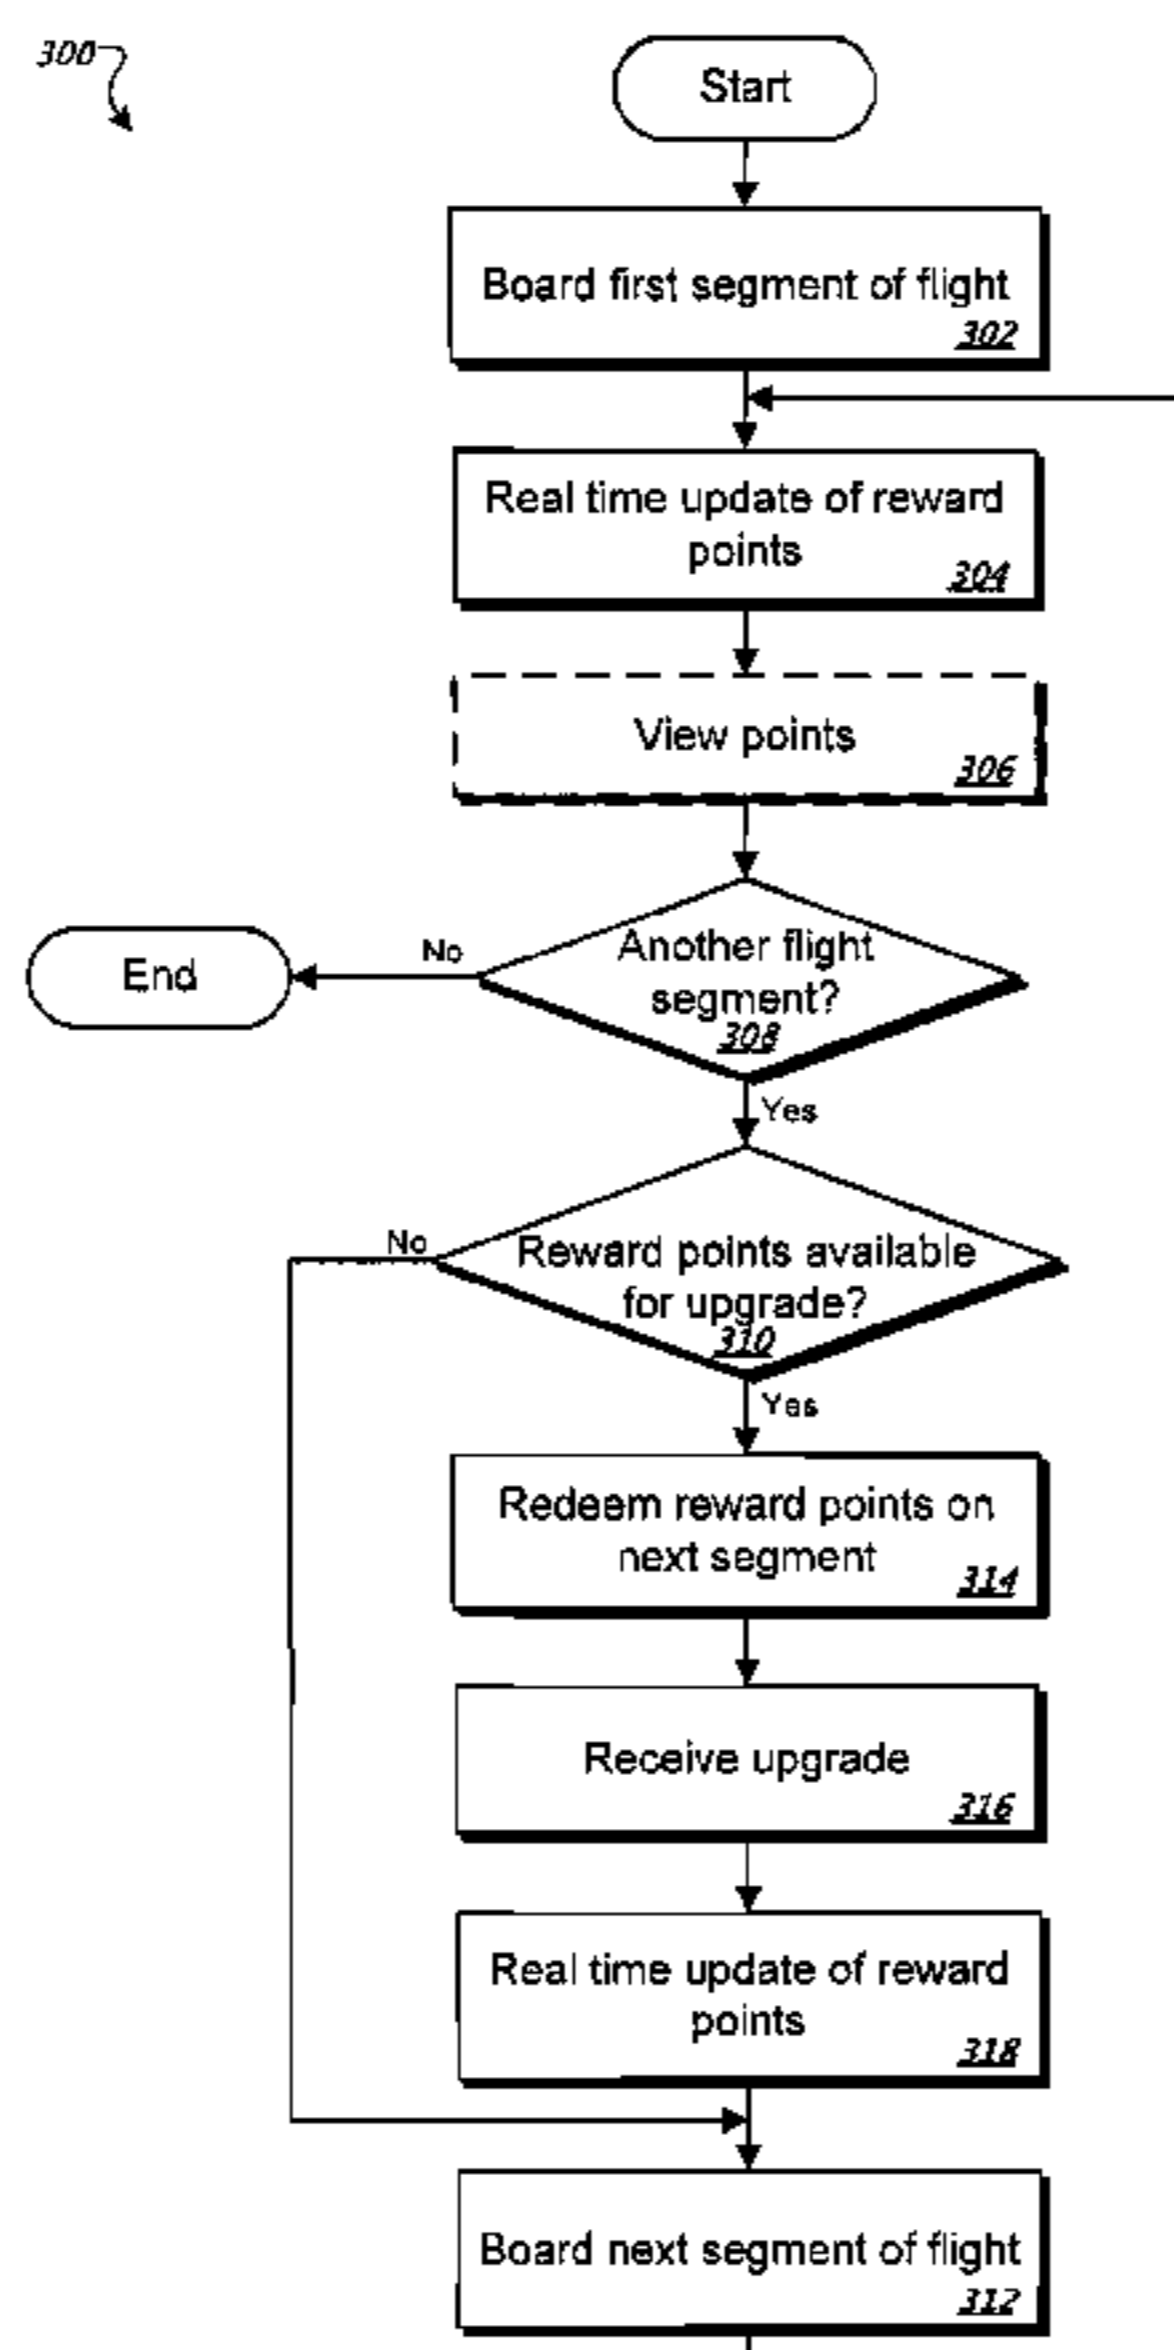 300
Start
Board first segment of flight
302
Real time update of reward
points
304
View points
306
Another flight
segment?
308
No
End
Yes
Reward points available
for upgrade?
310
No
Yes
Redeem reward points on
next segment
314
Receive upgrade
316
Real time update of reward
points
318
Board next segment of flight
312